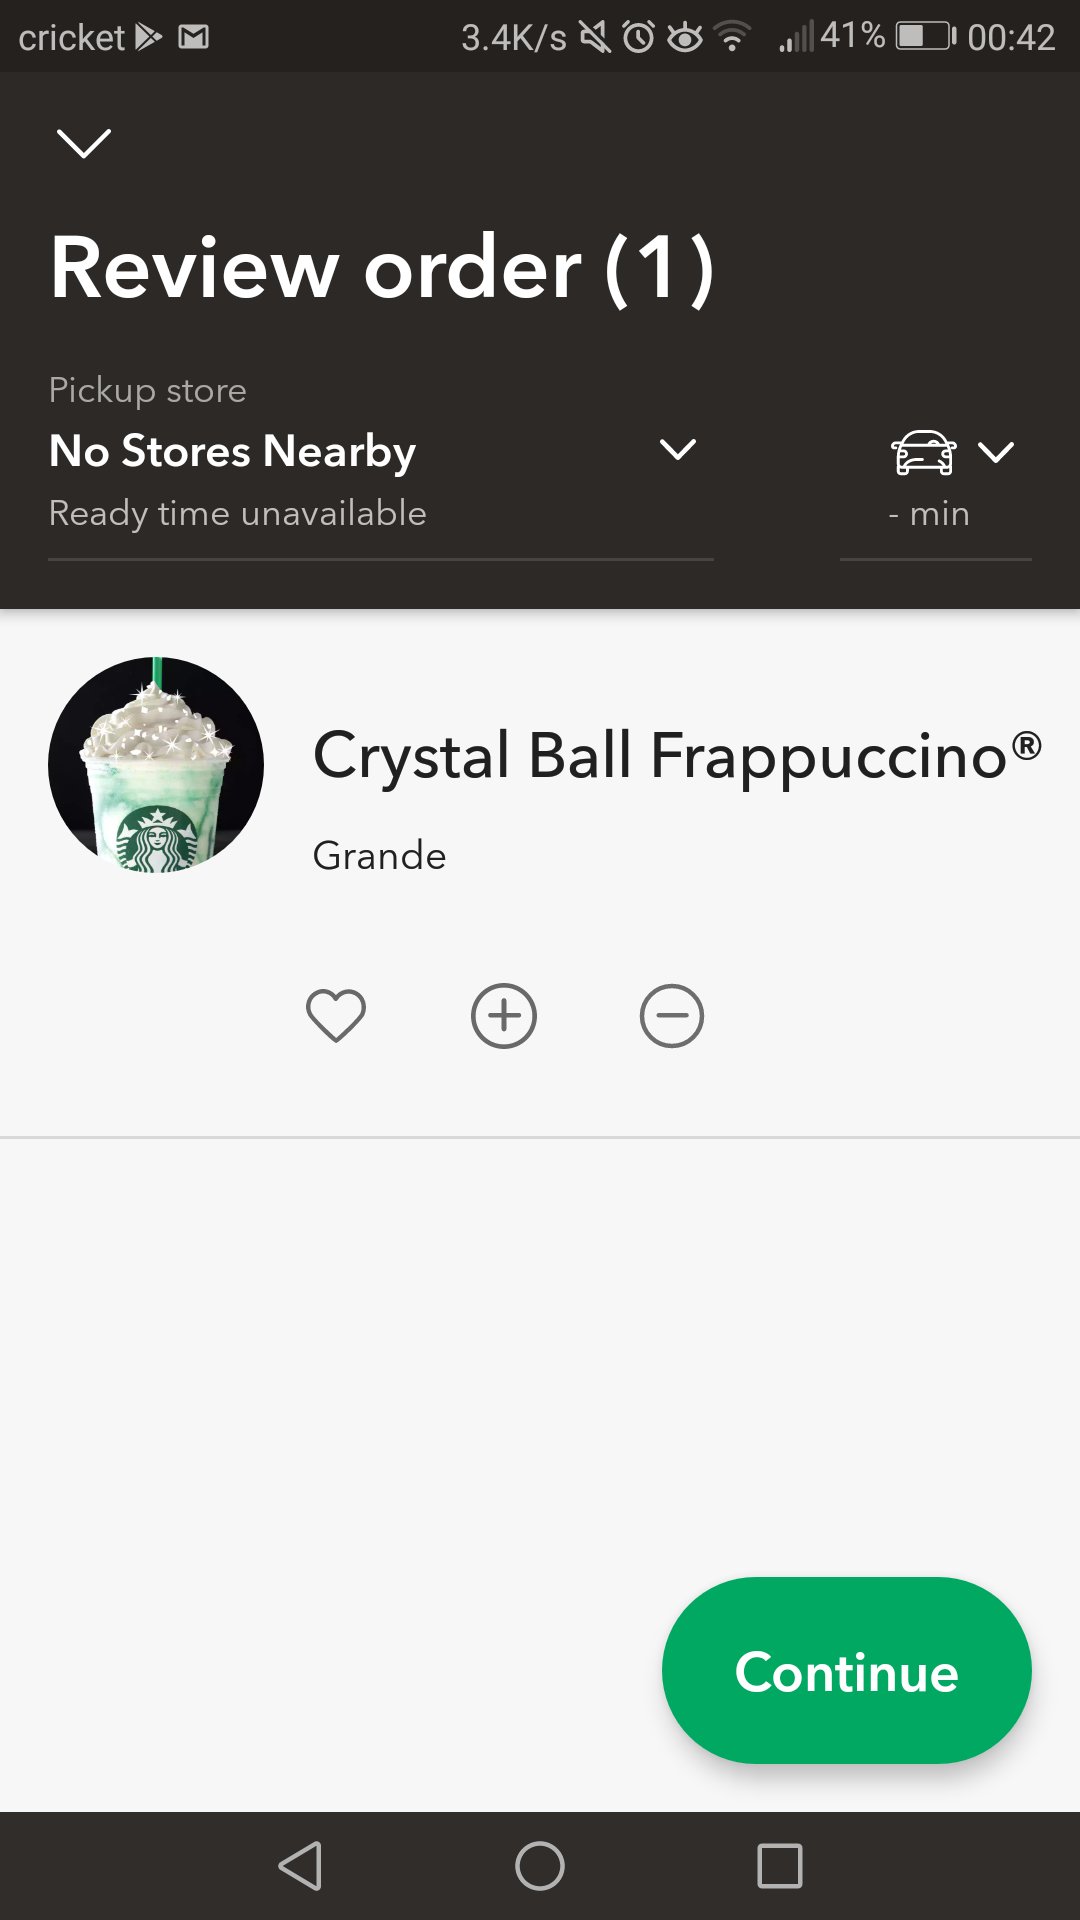 cricket 3.4K/s 41% 00:42
Review order (1)
Pickup store
No Stores Nearby
Ready time unavailable
- min
Crystal Ball Frappuccino®
Grande
Continue